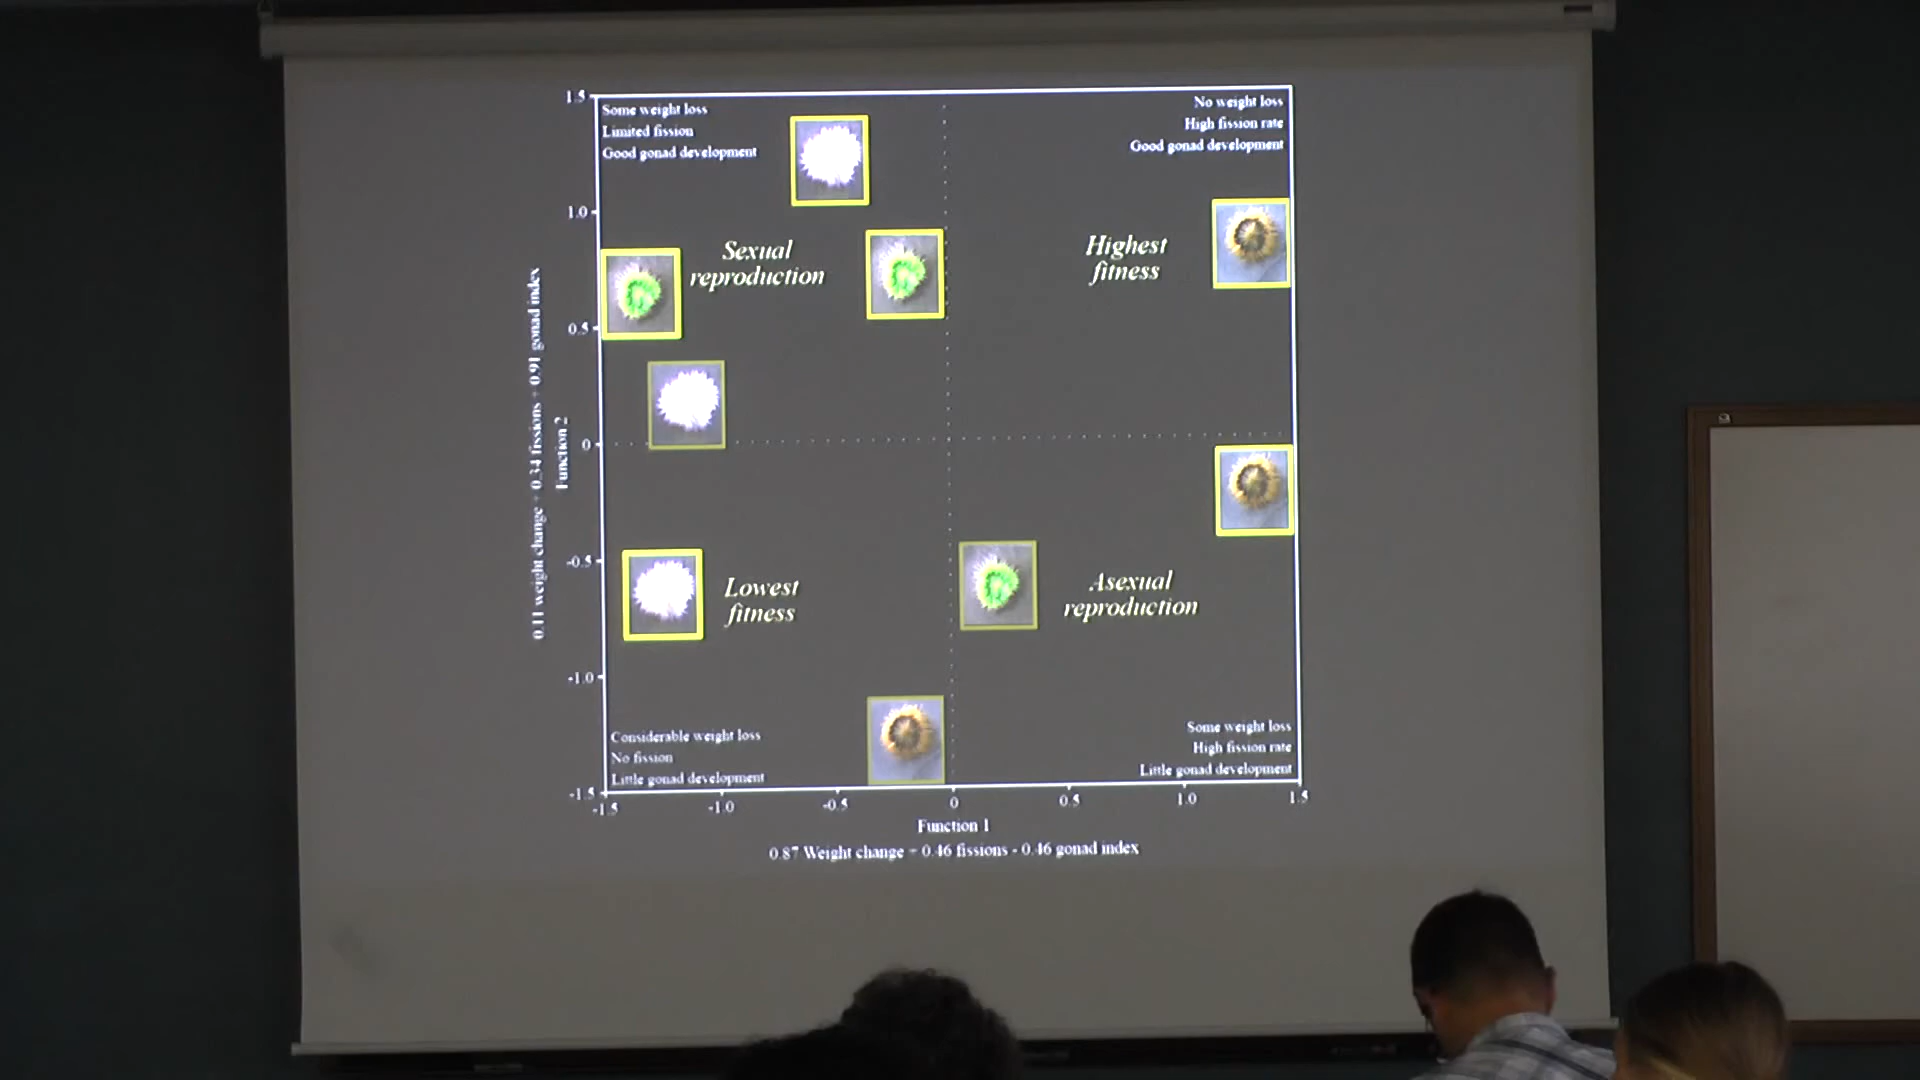 1.5
Some weight loss
Limited fission
Good gonad development
No weight loss
High fission rate
Good gonad development
1.0
Sexual
reproduction
Highest
fitness
0.5
0
-0.5
Lowest
fitness
Asexual
reproduction
-1.0
Considerable weight loss
No fission
Little gonad development
Some weight loss
High fission rate
Little gonad development
-1.5
-1.5
-1.0
-0.5
0
0.5
1.0
1.5
Function 1
0.87 Weight change + 0.46 fissions - 0.46 gonad index
Function 2
0.11 weight change + 0.34 fissions + 0.91 gonad index